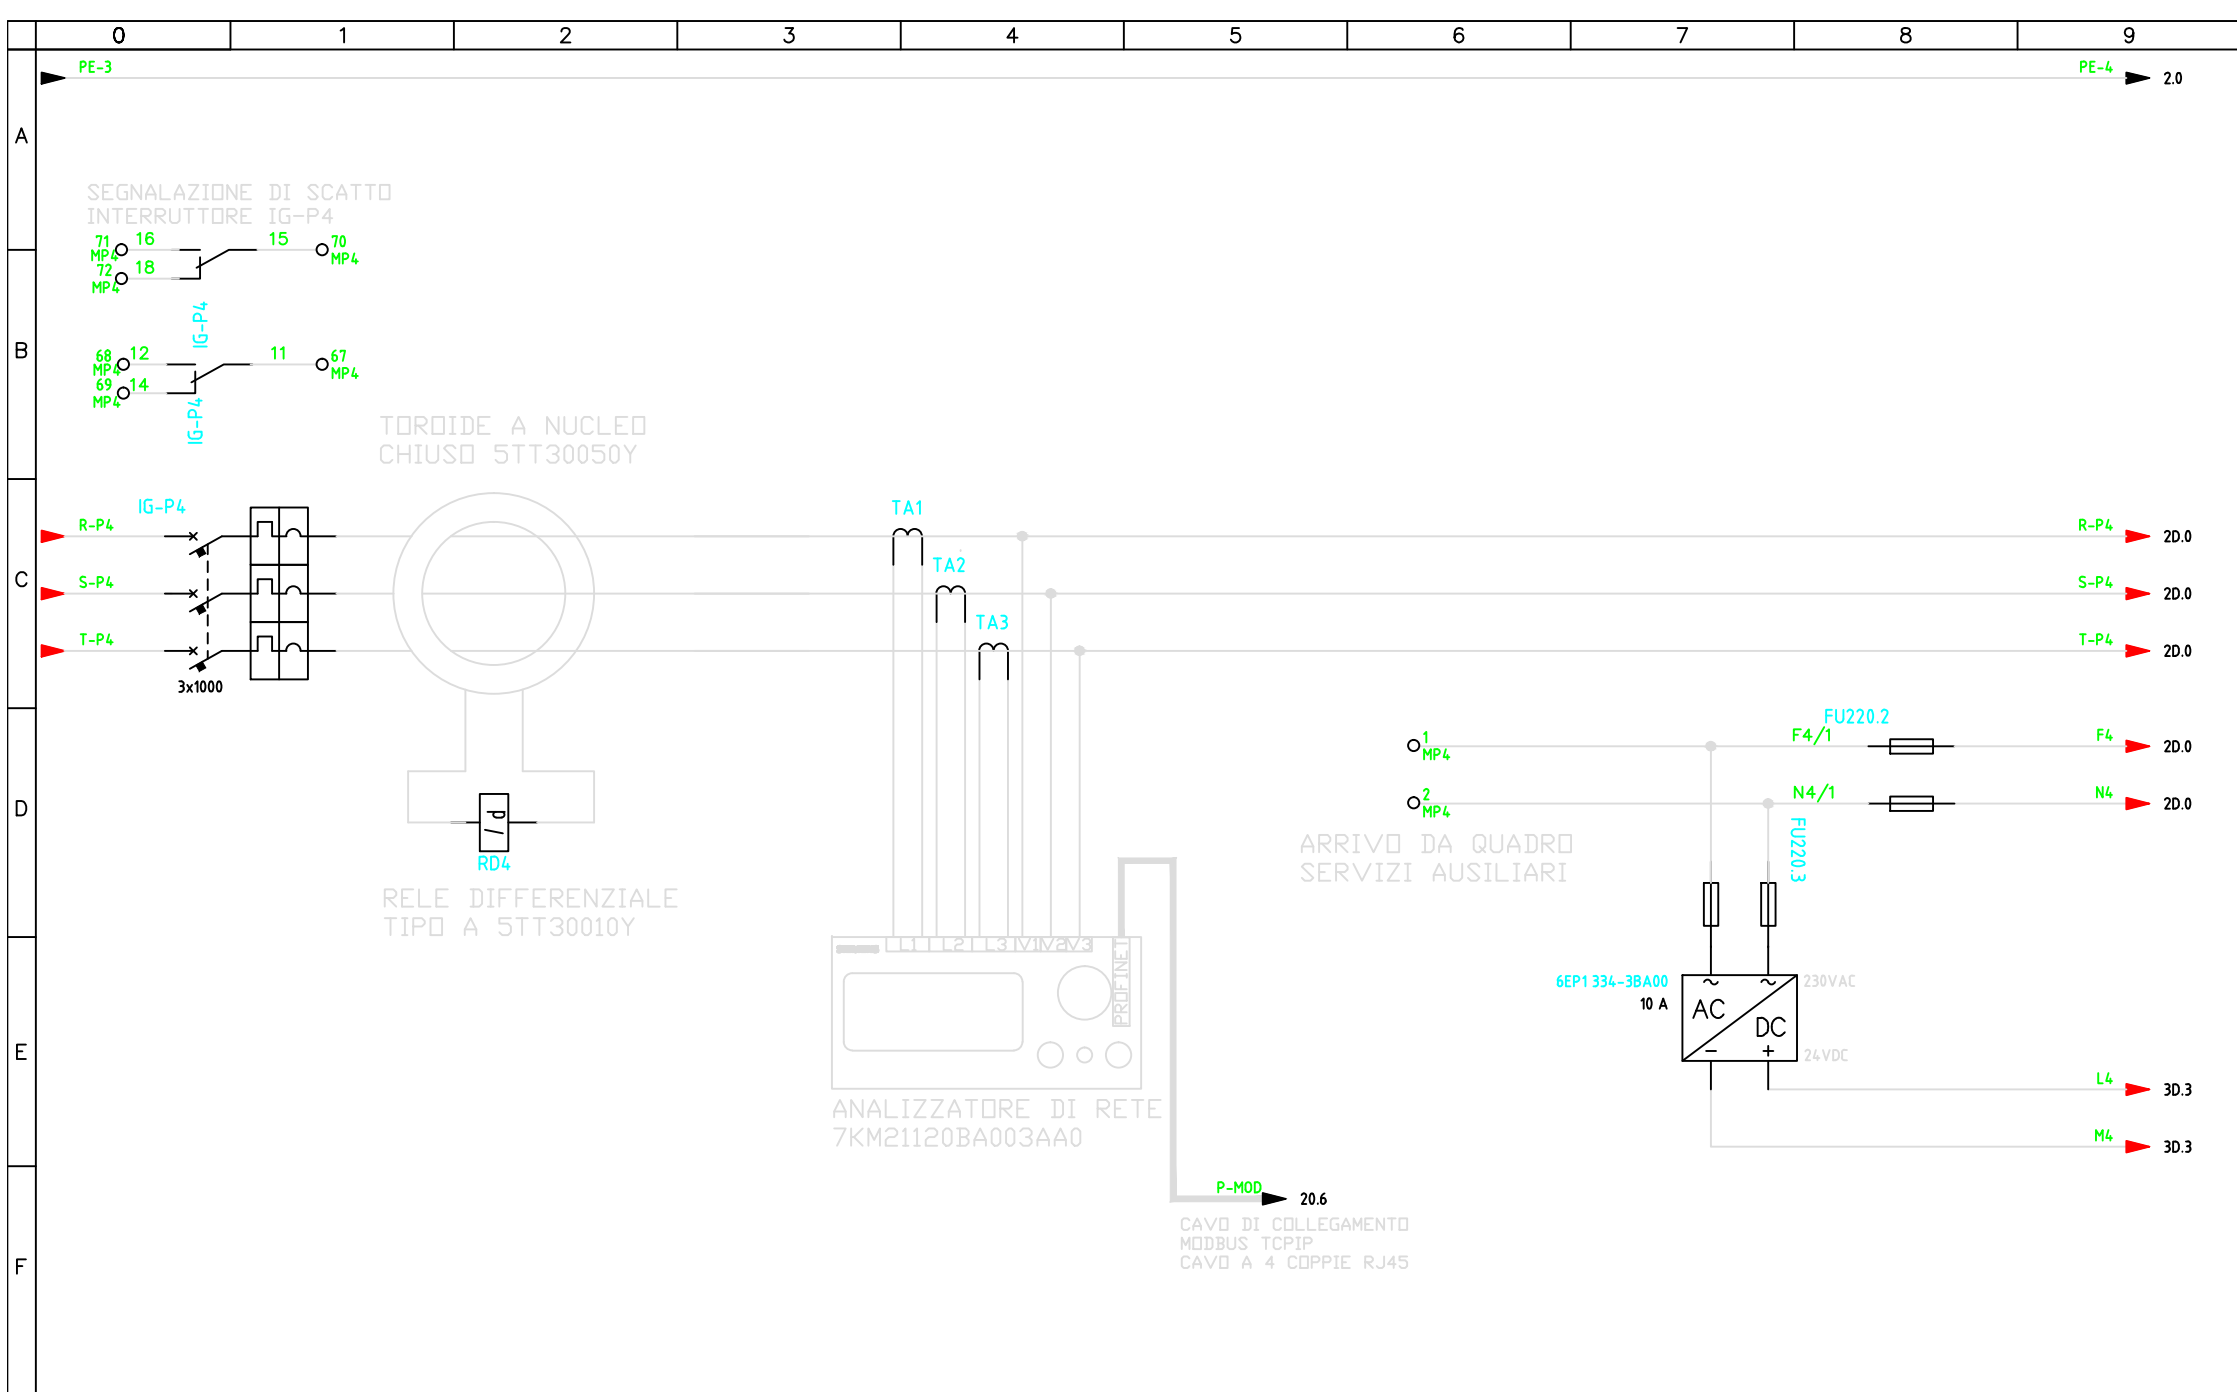 0 1 2 3 4 5 6 7 8 9
PE-3
PE-4
2.0
A
SEGNALAZIONE DI SCATTO
INTERRUTTORE IG-P4
71
MP4
16
15
70
MP4
72
MP4
18
IG-P4
B
68
MP4
12
11
67
MP4
69
MP4
14
IG-P4
TOROIDE A NUCLEO
CHIUSO 5TT30050Y
IG-P4
TA1
R-P4
R-P4
2D.0
TA2
C
S-P4
S-P4
2D.0
TA3
T-P4
T-P4
2D.0
3x1000
FU220.2
1
MP4
F4/1
F4
2D.0
D
2
MP4
N4/1
N4
2D.0
FU220.3
RD4
ARRIVO DA QUADRO
SERVIZI AUSILIARI
RELE DIFFERENZIALE
TIPO A 5TT30010Y
L1 L2 L3 V1 V2 V3
PROFINET
6EP1 334-3BA00
10 A
230VAC
AC
DC
24VDC
- +
E
L4
3D.3
ANALIZZATORE DI RETE
7KM21120BA003AA0
M4
3D.3
P-MOD
20.6
CAVO DI COLLEGAMENTO
MODBUS TCPIP
CAVO A 4 COPPIE RJ45
F